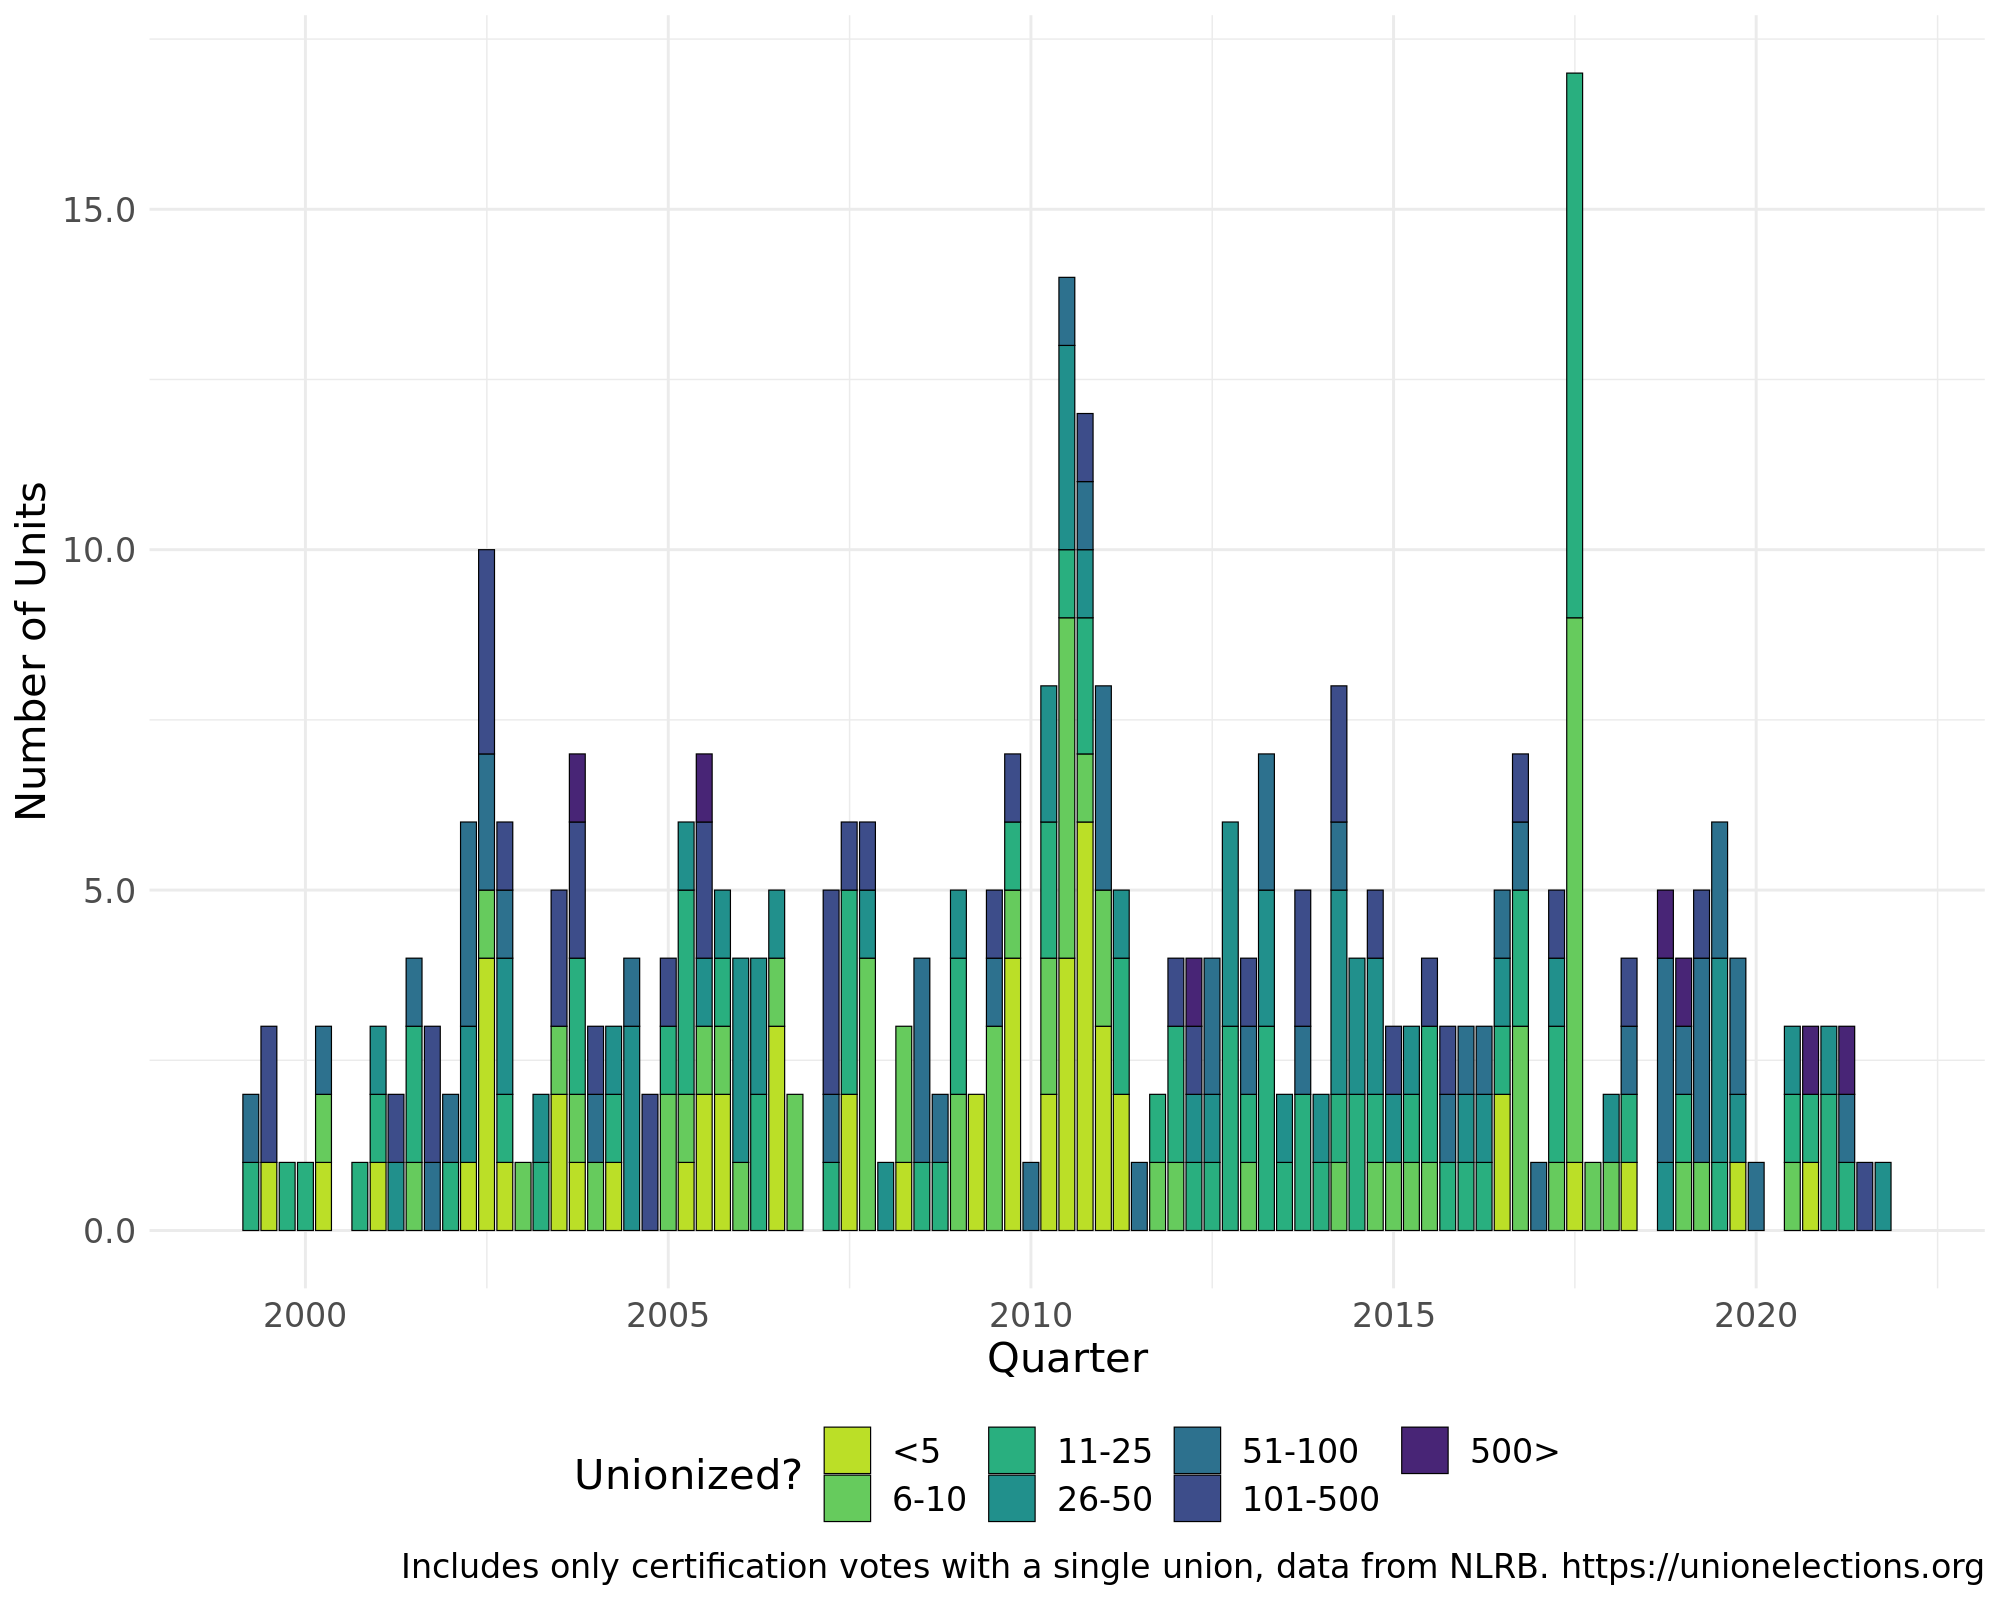 Number of Units
15.0
10.0
5.0
0.0
2000 2005 2010 2015 2020
Quarter
Unionized?
<5 11-25 51-100 500>
6-10 26-50 101-500
Includes only certification votes with a single union, data from NLRB. https://unionelections.org